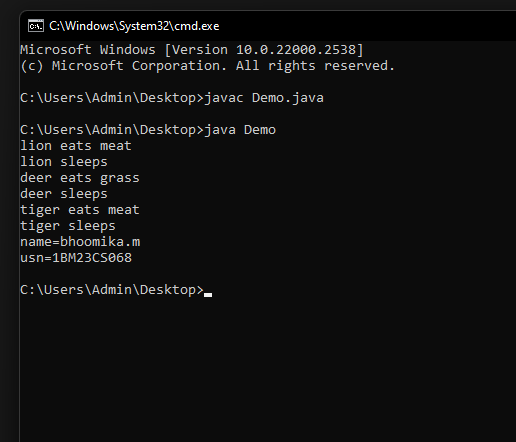 C:\Windows\System32\cmd.exe
Microsoft Windows [Version 10.0.22000.2538]
(c) Microsoft Corporation. All rights reserved.
C:\Users\Admin\Desktop>javac Demo.java
C:\Users\Admin\Desktop>java Demo
lion eats meat
lion sleeps
deer eats grass
deer sleeps
tiger eats meat
tiger sleeps
name=bhoomika.m
usn=1BM23CS068
C:\Users\Admin\Desktop>